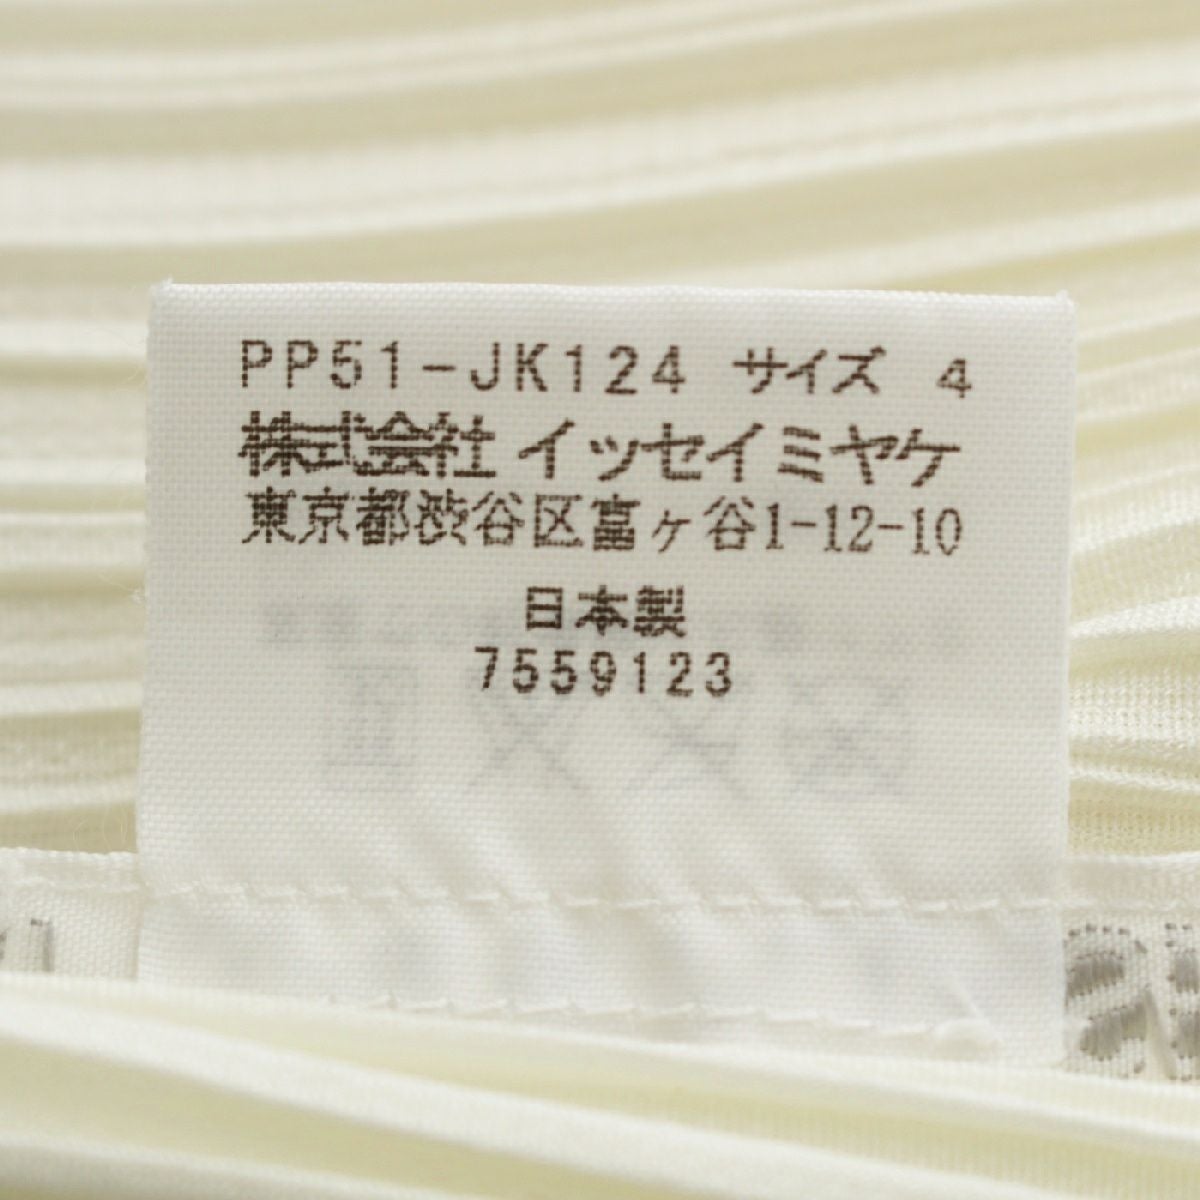 PP51-JK124 サイズ 4
株式会社イッセイミヤケ
東京都渋谷区富ヶ谷1-12-10
日本製
7559123